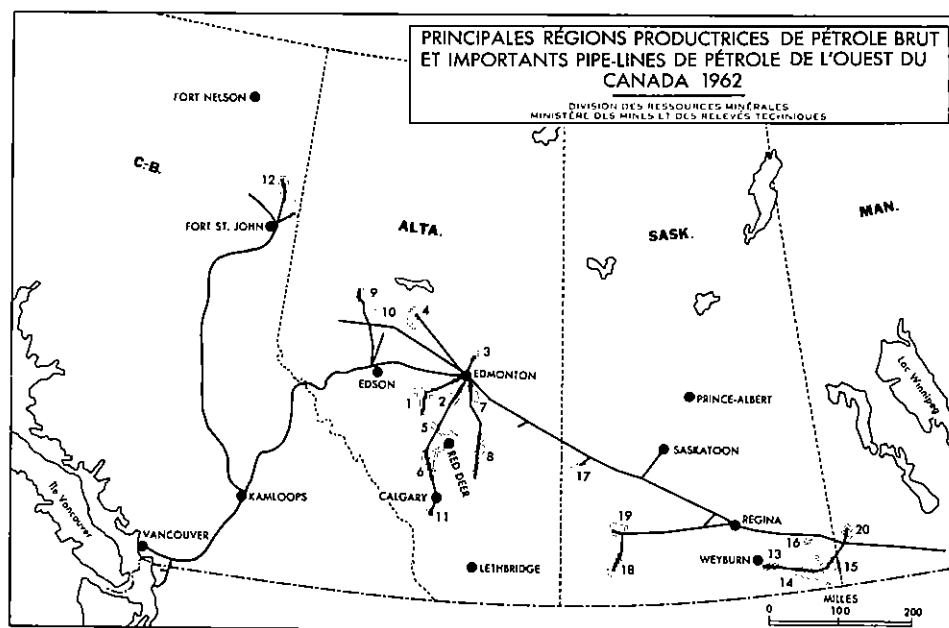 PRINCIPALES RÉGIONS PRODUCTRICES DE PÉTROLE BRUT
ET IMPORTANTS PIPE-LINES DE PÉTROLE DE L'OUEST DU
CANADA 1962
DIVISION DES RESSOURCES MINÉRALES
MINISTÈRE DES MINES ET DES RELEVÉS TECHNIQUES
FORT NELSON
C.-B.
12
FORT ST. JOHN
ALTA.
SASK.
MAN.
9
10
4
3
EDSON
EDMONTON
1
2
7
5
RED DEER
8
6
CALGARY
11
LETHBRIDGE
PRINCE-ALBERT
Lac Winnipeg
SASKATOON
17
KAMLOOPS
Île Vancouver
VANCOUVER
19
REGINA
20
16
18
WEYBURN
13
15
14
MILLES
0 100 200